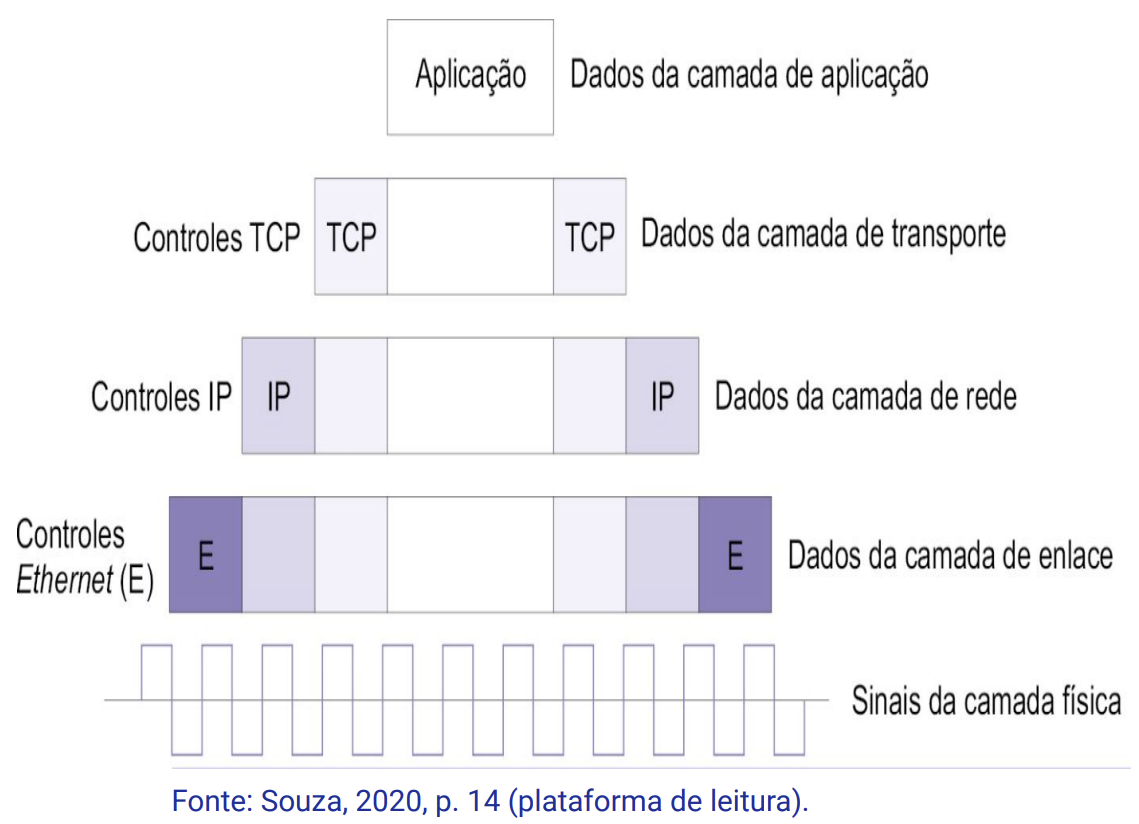 Aplicação Dados da camada de aplicação
Controles TCP TCP TCP Dados da camada de transporte
Controles IP IP IP Dados da camada de rede
Controles
Ethernet (E) E E Dados da camada de enlace
Sinais da camada física
Fonte: Souza, 2020, p. 14 (plataforma de leitura).